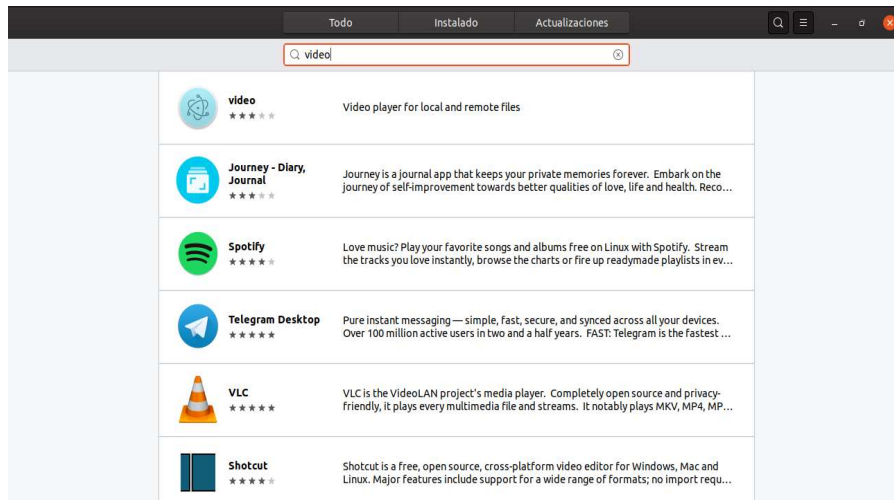 Todo Instalado Actualizaciones
video
video
Video player for local and remote files
Journey - Diary,
Journal
Journey is a journal app that keeps your private memories forever. Embark on the
journey of self-improvement towards better qualities of love, life and health. Reco...
Spotify
Love music? Play your favorite songs and albums free on Linux with Spotify. Stream
the tracks you love instantly, browse the charts or fire up readymade playlists in ev...
Telegram Desktop
Pure instant messaging — simple, fast, secure, and synced across all your devices.
Over 100 million active users in two and a half years. FAST: Telegram is the fastest ...
VLC
VLC is the VideoLAN project's media player. Completely open source and privacy-
friendly, it plays every multimedia file and streams. It notably plays MKV, MP4, MP...
Shotcut
Shotcut is a free, open source, cross-platform video editor for Windows, Mac and
Linux. Major features include support for a wide range of formats; no import requ...